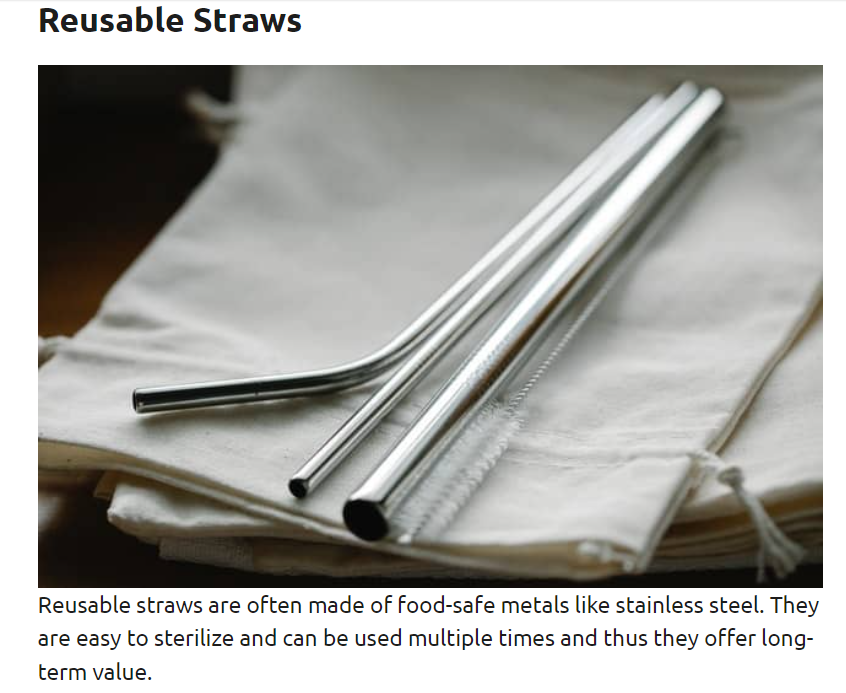 Reusable Straws
Reusable straws are often made of food-safe metals like stainless steel. They
are easy to sterilize and can be used multiple times and thus they offer long-
term value.